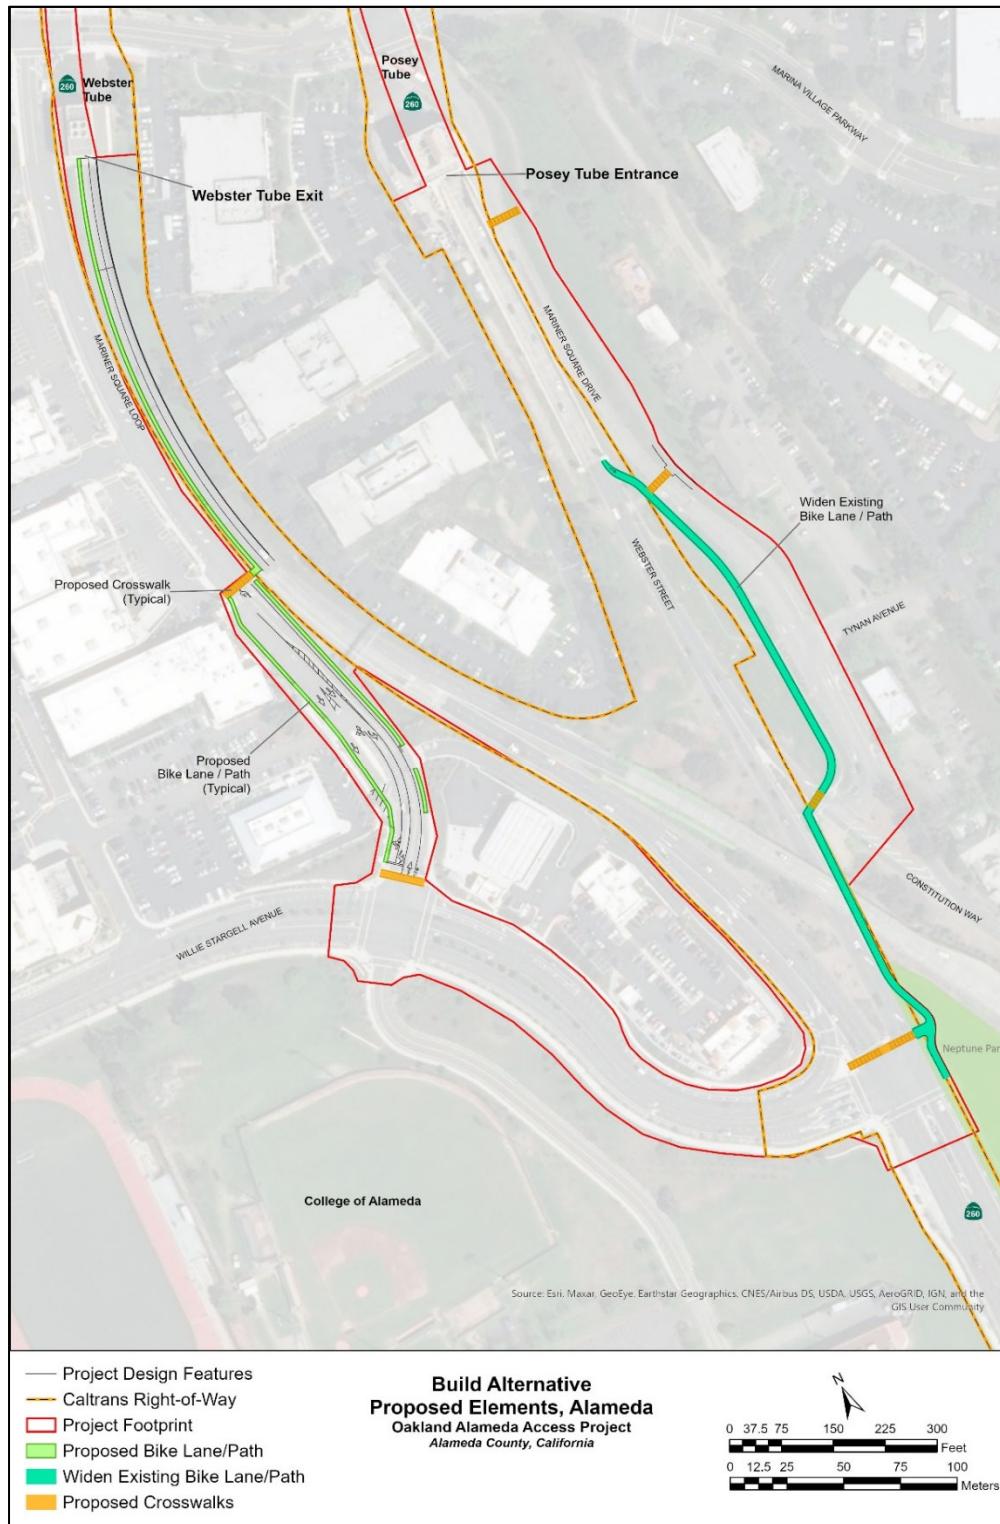 Posey
Tube
260
260
Webster
Tube
MARINA VILLAGE PARKWAY
Posey Tube Entrance
Webster Tube Exit
MARINER SQUARE DRIVE
MARINER SQUARE LOOP
Widen Existing
Bike Lane / Path
WEBSTER STREET
Proposed Crosswalk
(Typical)
TYNAN AVENUE
Proposed
Bike Lane / Path
(Typical)
CONSTITUTION WAY
WILLIE STARGELL AVENUE
Neptune Par
College of Alameda
260
Source: Esri, Maxar, GeoEye, Earthstar Geographics, CNES/Airbus DS, USDA, USGS, AeroGRID, IGN, and the
GIS User Community
Project Design Features
Caltrans Right-of-Way
Project Footprint
Proposed Bike Lane/Path
Widen Existing Bike Lane/Path
Proposed Crosswalks
Build Alternative
Proposed Elements, Alameda
Oakland Alameda Access Project
Alameda County, California
N
0 37.5 75 150 225 300
Feet
0 12.5 25 50 75 100
Meters